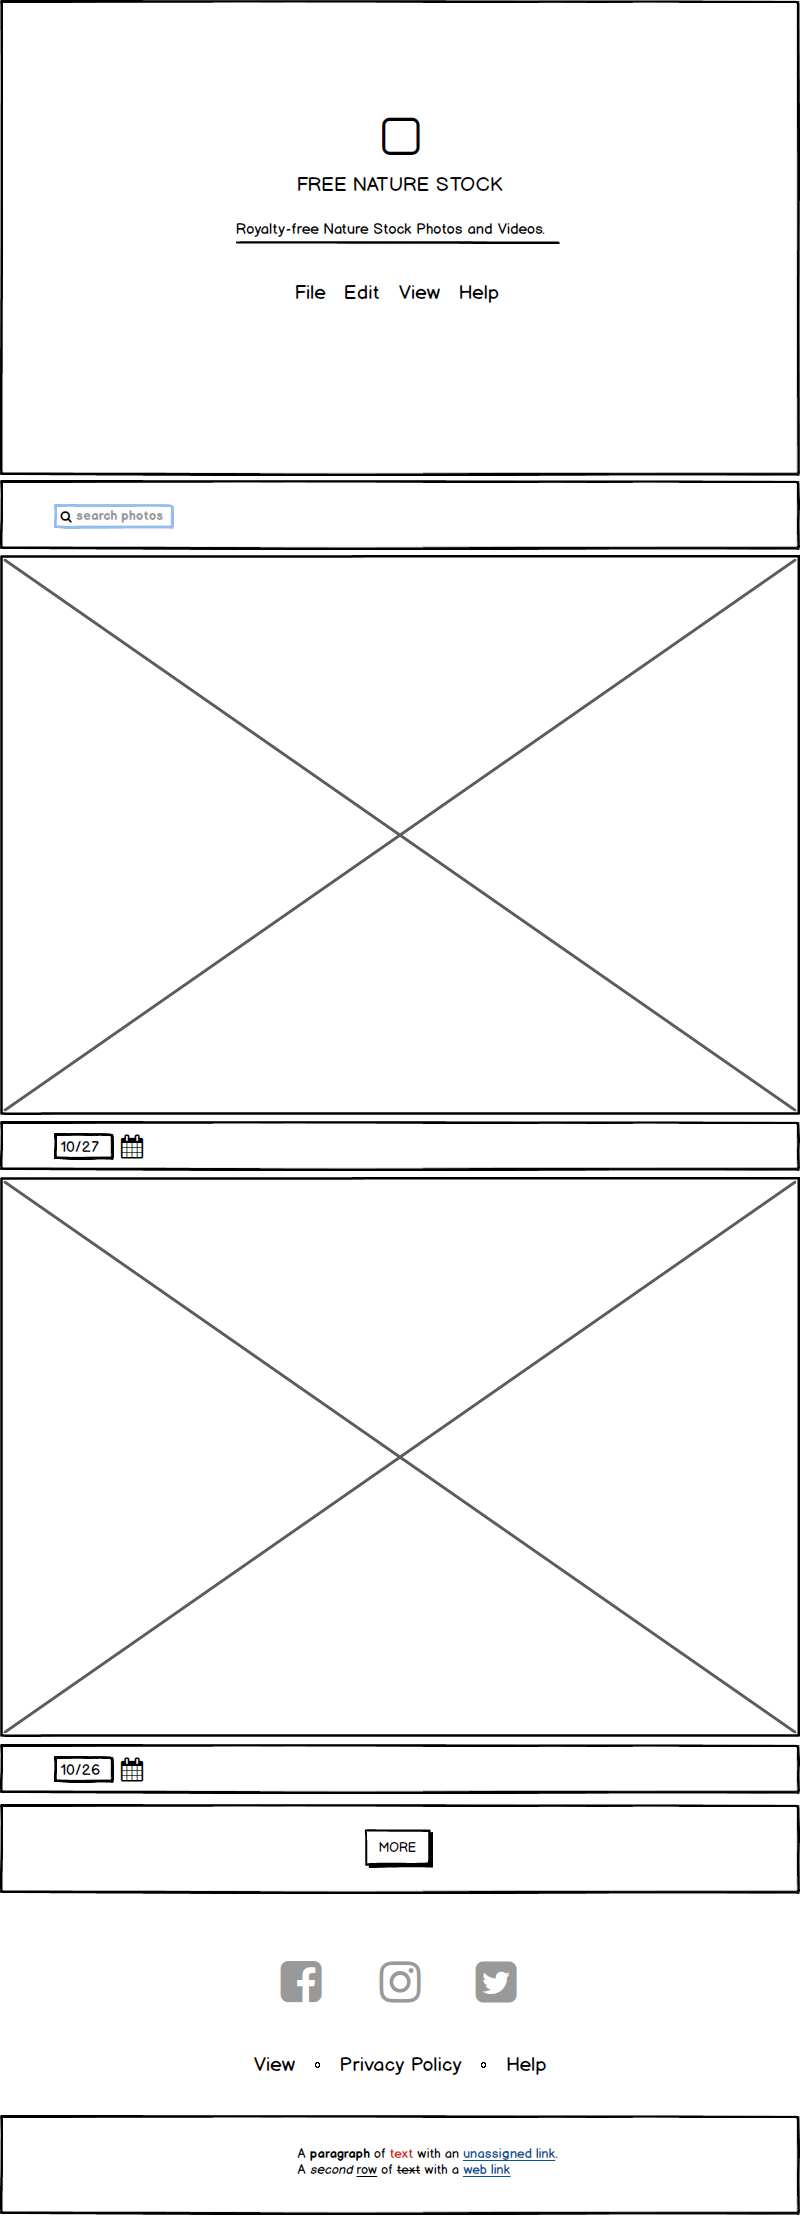 FREE NATURE STOCK
Royalty-free Nature Stock Photos and Videos.
File Edit View Help
search photos
10/27
10/26
MORE
View Privacy Policy Help
A paragraph of text with an unassigned link.
A second row of text with a web link